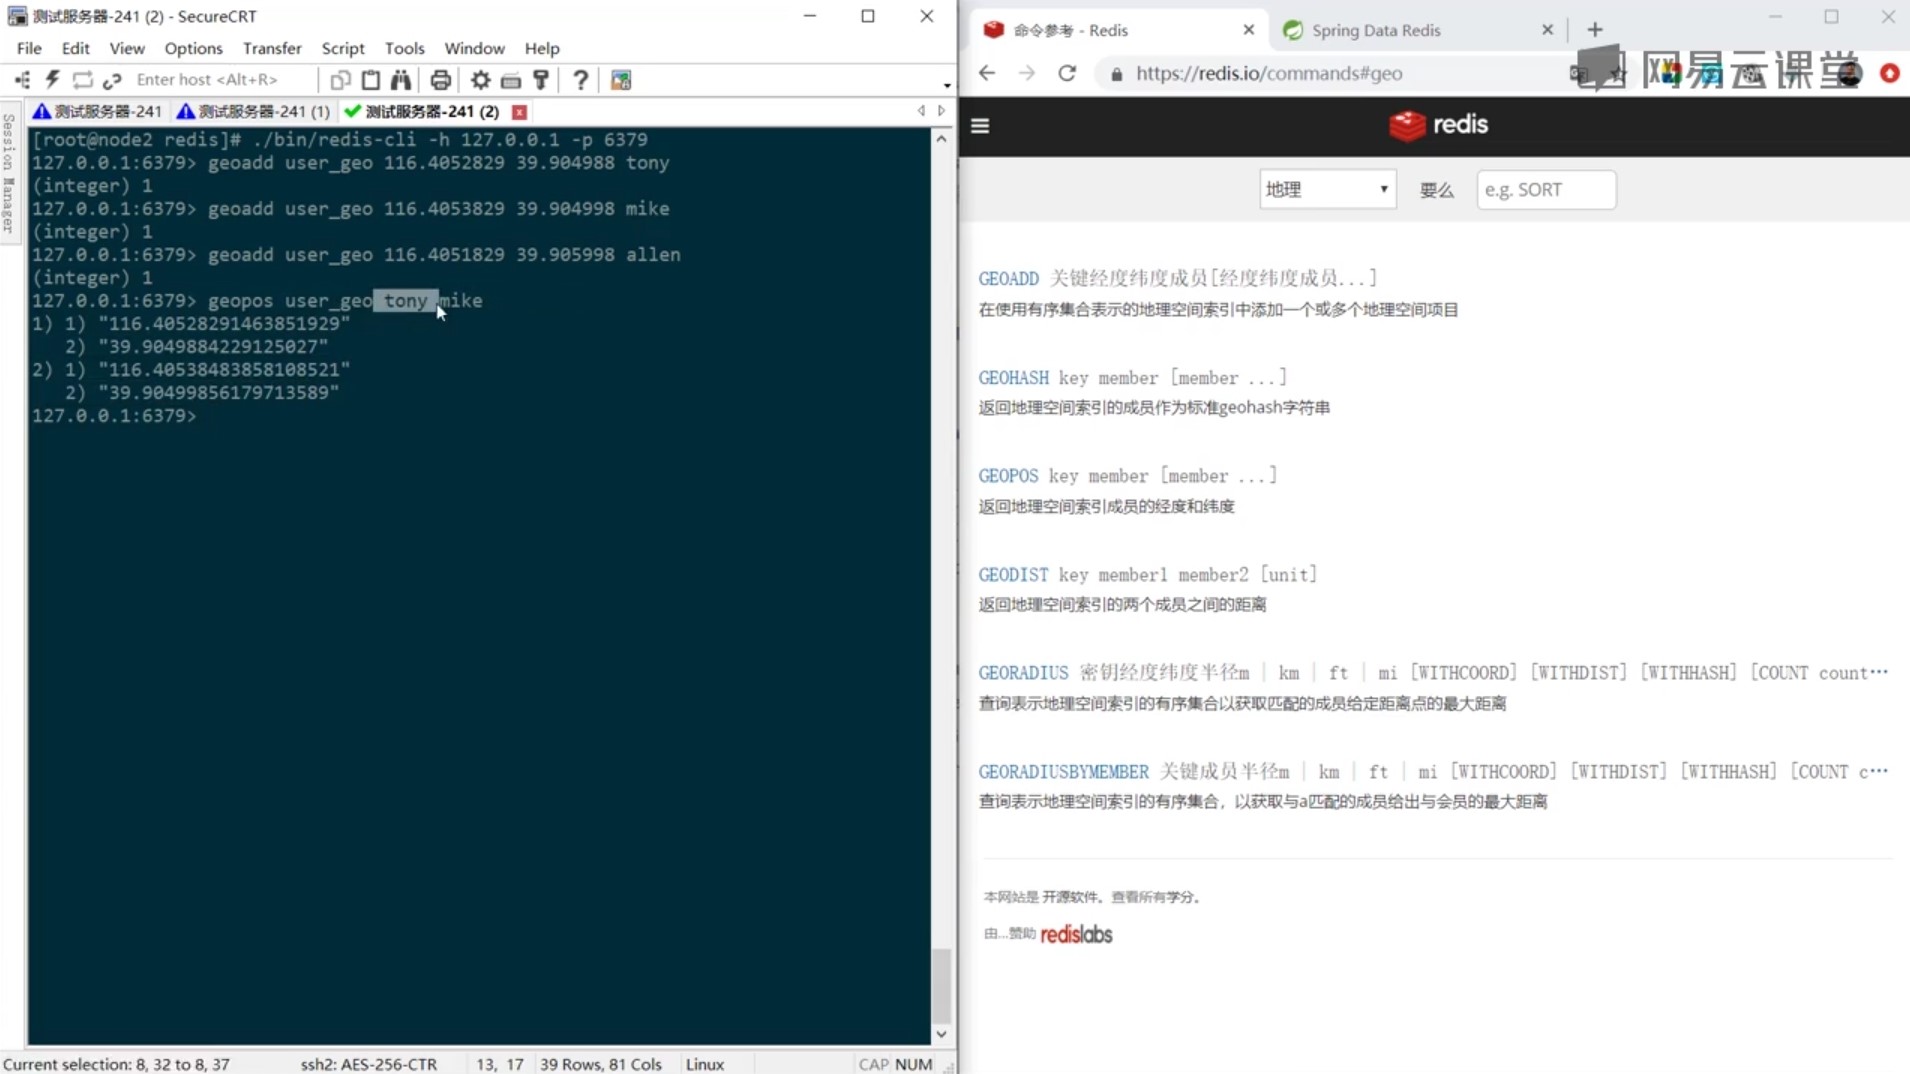 测试服务器-241 (2) - SecureCRT
File Edit View Options Transfer Script Tools Window Help
Enter host <Alt+R>
测试服务器-241 测试服务器-241 (1) 测试服务器-241 (2)
Session Manager
[root@node2 redis]# ./bin/redis-cli -h 127.0.0.1 -p 6379
127.0.0.1:6379> geoadd user_geo 116.4052829 39.904988 tony
(integer) 1
127.0.0.1:6379> geoadd user_geo 116.4053829 39.904998 mike
(integer) 1
127.0.0.1:6379> geoadd user_geo 116.4051829 39.905998 allen
(integer) 1
127.0.0.1:6379> geopos user_geo tony mike
1) 1) "116.40528291463851929"
2) "39.9049884229125027"
2) 1) "116.40538483858108521"
2) "39.90499856179713589"
127.0.0.1:6379>
Current selection: 8, 32 to 8, 37 ssh2: AES-256-CTR 13, 17 39 Rows, 81 Cols Linux CAP NUM
命令参考 - Redis Spring Data Redis
https://redis.io/commands#geo
网易云课堂
redis
地理 要么 e.g. SORT
GEOADD 关键经度纬度成员[经度纬度成员...]
在使用有序集合表示的地理空间索引中添加一个或多个地理空间项目
GEOHASH key member [member ...]
返回地理空间索引的成员作为标准geohash字符串
GEOPOS key member [member ...]
返回地理空间索引成员的经度和纬度
GEODIST key member1 member2 [unit]
返回地理空间索引的两个成员之间的距离
GEORADIUS 密钥经度纬度半径m | km | ft | mi [WITHCOORD] [WITHDIST] [WITHHASH] [COUNT count…
查询表示地理空间索引的有序集合以获取匹配的成员给定距离点的最大距离
GEORADIUSBYMEMBER 关键成员半径m | km | ft | mi [WITHCOORD] [WITHDIST] [WITHHASH] [COUNT c…
查询表示地理空间索引的有序集合，以获取与a匹配的成员给出与会员的最大距离
本网站是 开源软件。查看所有学分。
由...赞助 redislabs